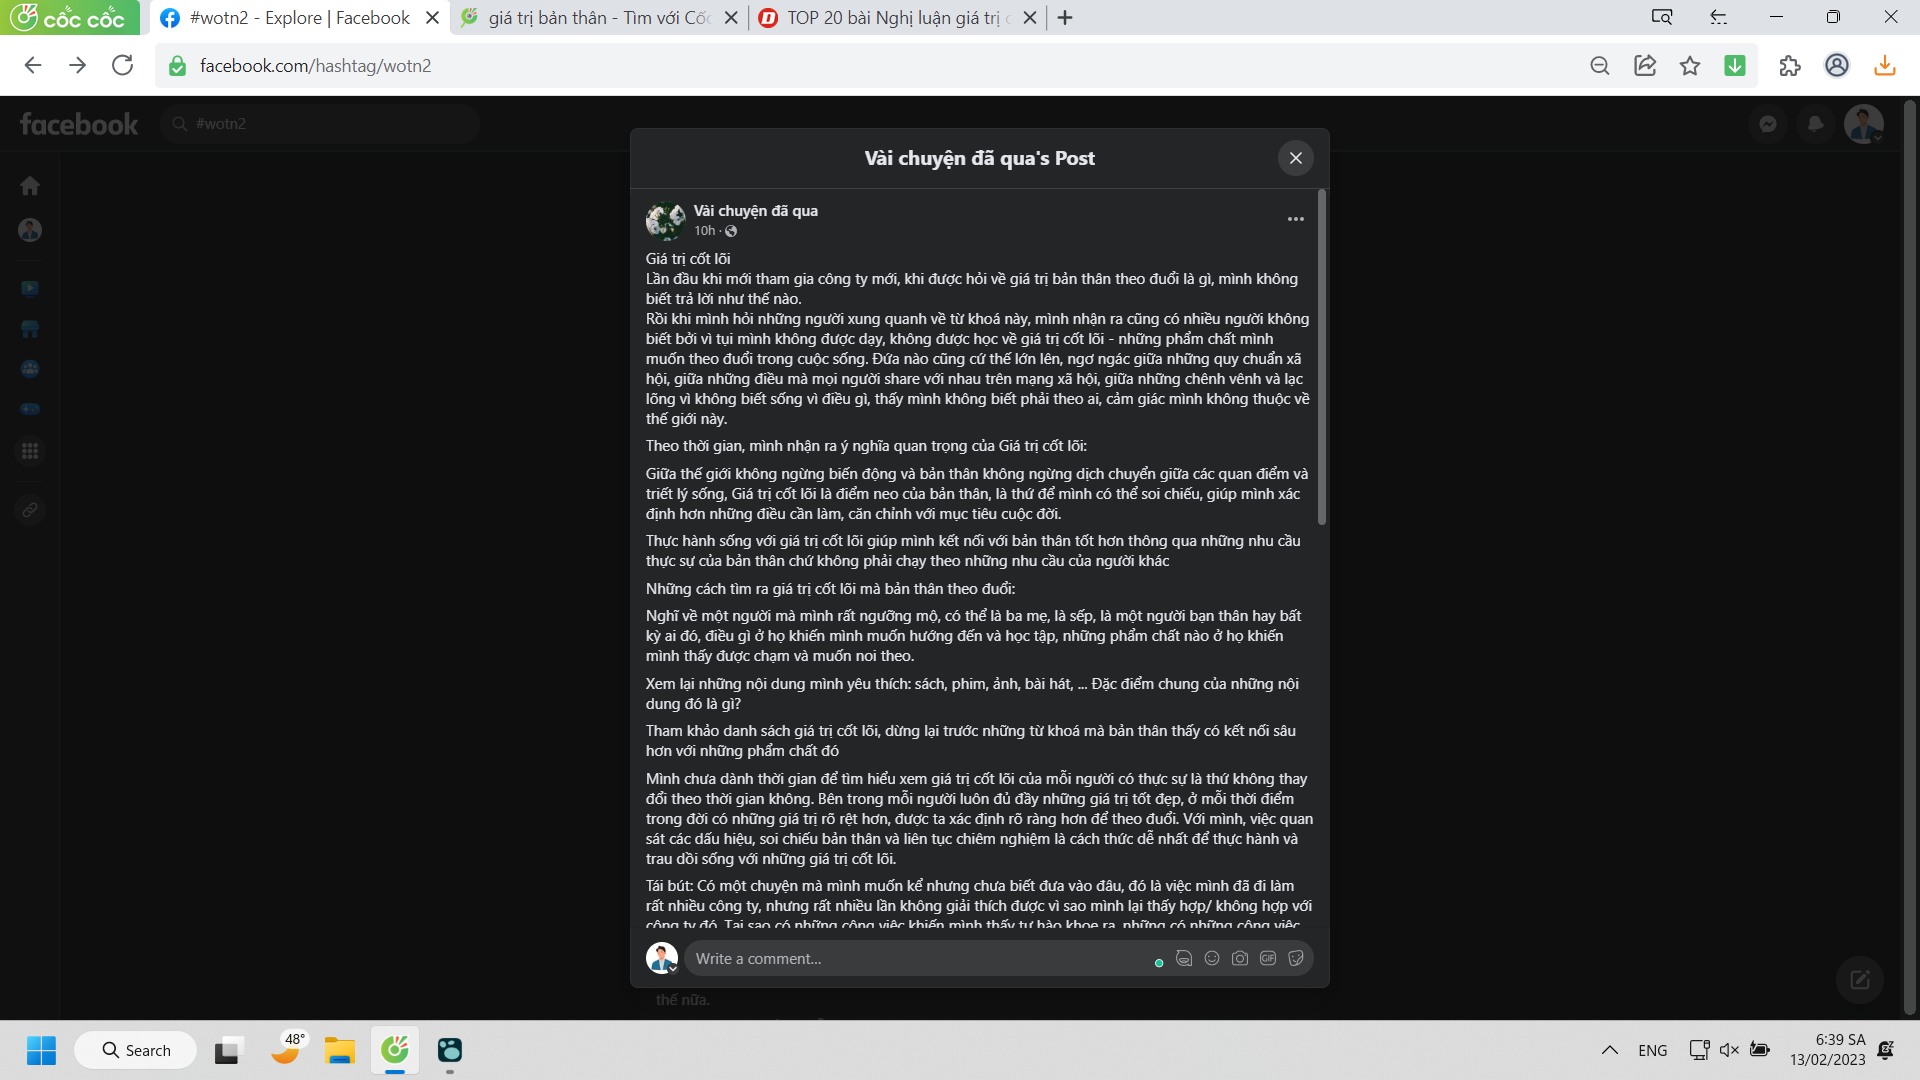 cốc cốc
#wotn2 - Explore | Facebook
giá trị bản thân - Tìm với Cốc
TOP 20 bài Nghị luận giá trị
facebook.com/hashtag/wotn2
facebook
#wotn2
Vài chuyện đã qua's Post
Vài chuyện đã qua
10h ·
Giá trị cốt lõi
Lần đầu khi mới tham gia công ty mới, khi được hỏi về giá trị bản thân theo đuổi là gì, mình không
biết trả lời như thế nào.
Rồi khi mình hỏi những người xung quanh về từ khoá này, mình nhận ra cũng có nhiều người không
biết bởi vì tụi mình không được dạy, không được học về giá trị cốt lõi - những phẩm chất mình
muốn theo đuổi trong cuộc sống. Đứa nào cũng cứ thế lớn lên, ngơ ngác giữa những quy chuẩn xã
hội, giữa những điều mà mọi người share với nhau trên mạng xã hội, giữa những chênh vênh và lạc
lõng vì không biết sống vì điều gì, thấy mình không biết phải theo ai, cảm giác mình không thuộc về
thế giới này.
Theo thời gian, mình nhận ra ý nghĩa quan trọng của Giá trị cốt lõi:
Giữa thế giới không ngừng biến động và bản thân không ngừng dịch chuyển giữa các quan điểm và
triết lý sống, Giá trị cốt lõi là điểm neo của bản thân, là thứ để mình có thể soi chiếu, giúp mình xác
định hơn những điều cần làm, căn chỉnh với mục tiêu cuộc đời.
Thực hành sống với giá trị cốt lõi giúp mình kết nối với bản thân tốt hơn thông qua những nhu cầu
thực sự của bản thân chứ không phải chạy theo những nhu cầu của người khác
Những cách tìm ra giá trị cốt lõi mà bản thân theo đuổi:
Nghĩ về một người mà mình rất ngưỡng mộ, có thể là ba mẹ, là sếp, là một người bạn thân hay bất
kỳ ai đó, điều gì ở họ khiến mình muốn hướng đến và học tập, những phẩm chất nào ở họ khiến
mình thấy được chạm và muốn noi theo.
Xem lại những nội dung mình yêu thích: sách, phim, ảnh, bài hát, ... Đặc điểm chung của những nội
dung đó là gì?
Tham khảo danh sách giá trị cốt lõi, dừng lại trước những từ khoá mà bản thân thấy có kết nối sâu
hơn với những phẩm chất đó
Mình chưa dành thời gian để tìm hiểu xem giá trị cốt lõi của mỗi người có thực sự là thứ không thay
đổi theo thời gian không. Bên trong mỗi người luôn đủ đầy những giá trị tốt đẹp, ở mỗi thời điểm
trong đời có những giá trị rõ rệt hơn, được ta xác định rõ ràng hơn để theo đuổi. Với mình, việc quan
sát các dấu hiệu, soi chiếu bản thân và liên tục chiêm nghiệm là cách thức dễ nhất để thực hành và
trau dồi sống với những giá trị cốt lõi.
Tái bút: Có một chuyện mà mình muốn kể nhưng chưa biết đưa vào đâu, đó là việc mình đã đi làm
rất nhiều công ty, nhưng rất nhiều lần không giải thích được vì sao mình lại thấy hợp/ không hợp với
công ty đó. Tại sao có những công việc khiến mình thấy tự hào khoe ra, những có những công việc
Write a comment...
GIF
thế nữa.
Search
48°
ENG
6:39 SA
13/02/2023